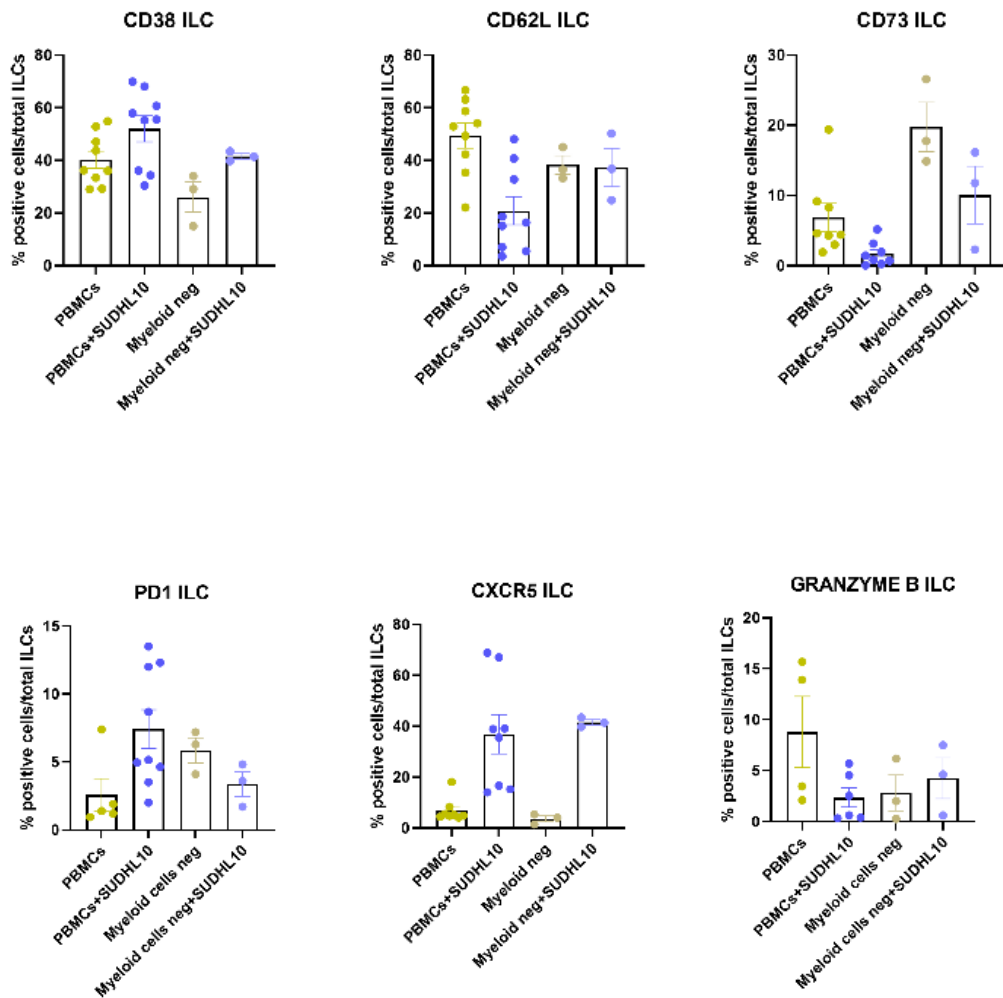 CD38 ILC
% positive cells/total ILCs
80
60
40
20
0
PBMCs
PBMCs+SUDHL10
Myeloid neg
Myeloid neg+SUDHL10
CD62L ILC
% positive cells/total ILCs
80
60
40
20
0
PBMCs
PBMCs+SUDHL10
Myeloid neg
Myeloid neg+SUDHL10
CD73 ILC
% positive cells/total ILCs
30
20
10
0
PBMCs
PBMCs+SUDHL10
Myeloid neg
Myeloid neg+SUDHL10
PD1 ILC
% positive cells/total ILCs
15
10
5
0
PBMCs
PBMCs+SUDHL10
Myeloid cells neg
Myeloid cells neg+SUDHL10
CXCR5 ILC
% positive cells/total ILCs
80
60
40
20
0
PBMCs
PBMCs+SUDHL10
Myeloid neg
Myeloid neg+SUDHL10
GRANZYME B ILC
% positive cells/total ILCs
20
15
10
5
0
PBMCs
PBMCs+SUDHL10
Myeloid cells neg
Myeloid cells neg+SUDHL10